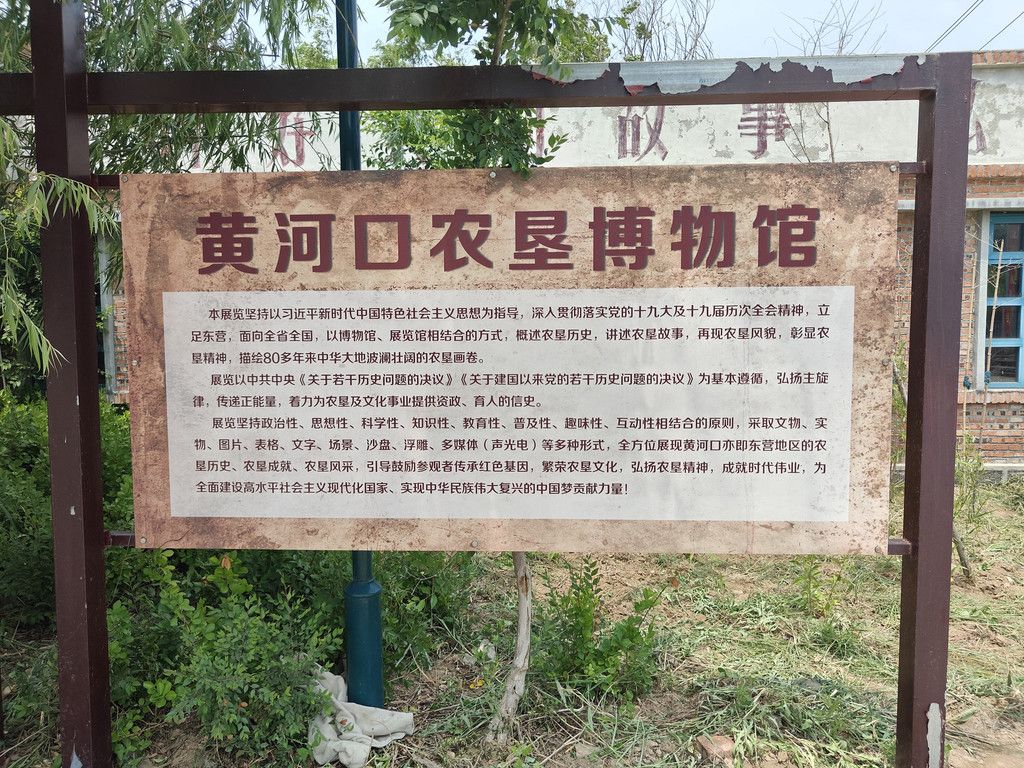 故事
黄河口农垦博物馆
本展览坚持以习近平新时代中国特色社会主义思想为指导，深入贯彻落实党的十九大及十九届历次全会精神，立
足东营，面向全省全国，以博物馆、展览馆相结合的方式，概述农垦历史，讲述农垦故事，再现农垦风貌，彰显农
垦精神，描绘80多年来中华大地波澜壮阔的农垦画卷。
展览以中共中央《关于若干历史问题的决议》《关于建国以来党的若干历史问题的决议》为基本遵循，弘扬主旋
律，传递正能量，着力为农垦及文化事业提供资政、育人的信史。
展览坚持政治性、思想性、科学性、知识性、教育性、普及性、趣味性、互动性相结合的原则，采取文物、实
物、图片、表格、文字、场景、沙盘、浮雕、多媒体（声光电）等多种形式，全方位展现黄河口亦即东营地区的农
垦历史、农垦成就、农垦风采，引导鼓励参观者传承红色基因，繁荣农垦文化，弘扬农垦精神，成就时代伟业，为
全面建设高水平社会主义现代化国家、实现中华民族伟大复兴的中国梦贡献力量！